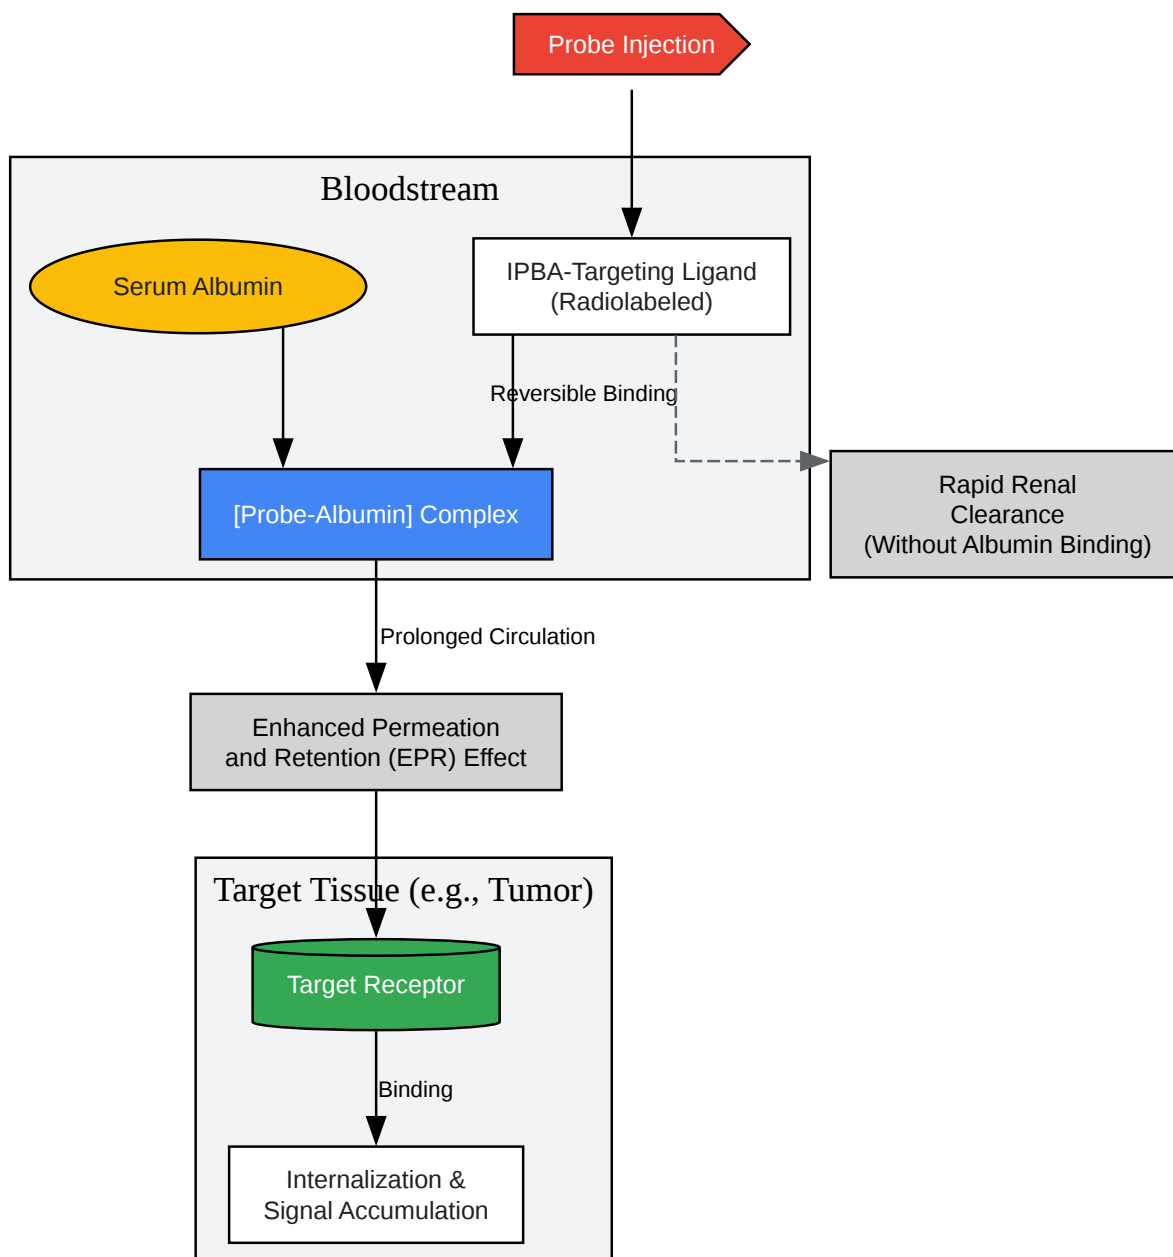 Probe Injection
Bloodstream
Serum Albumin
IPBA-Targeting Ligand
(Radiolabeled)
Reversible Binding
[Probe-Albumin] Complex
Rapid Renal
Clearance
(Without Albumin Binding)
Prolonged Circulation
Enhanced Permeation
and Retention (EPR) Effect
Target Tissue (e.g., Tumor)
Target Receptor
Binding
Internalization &
Signal Accumulation